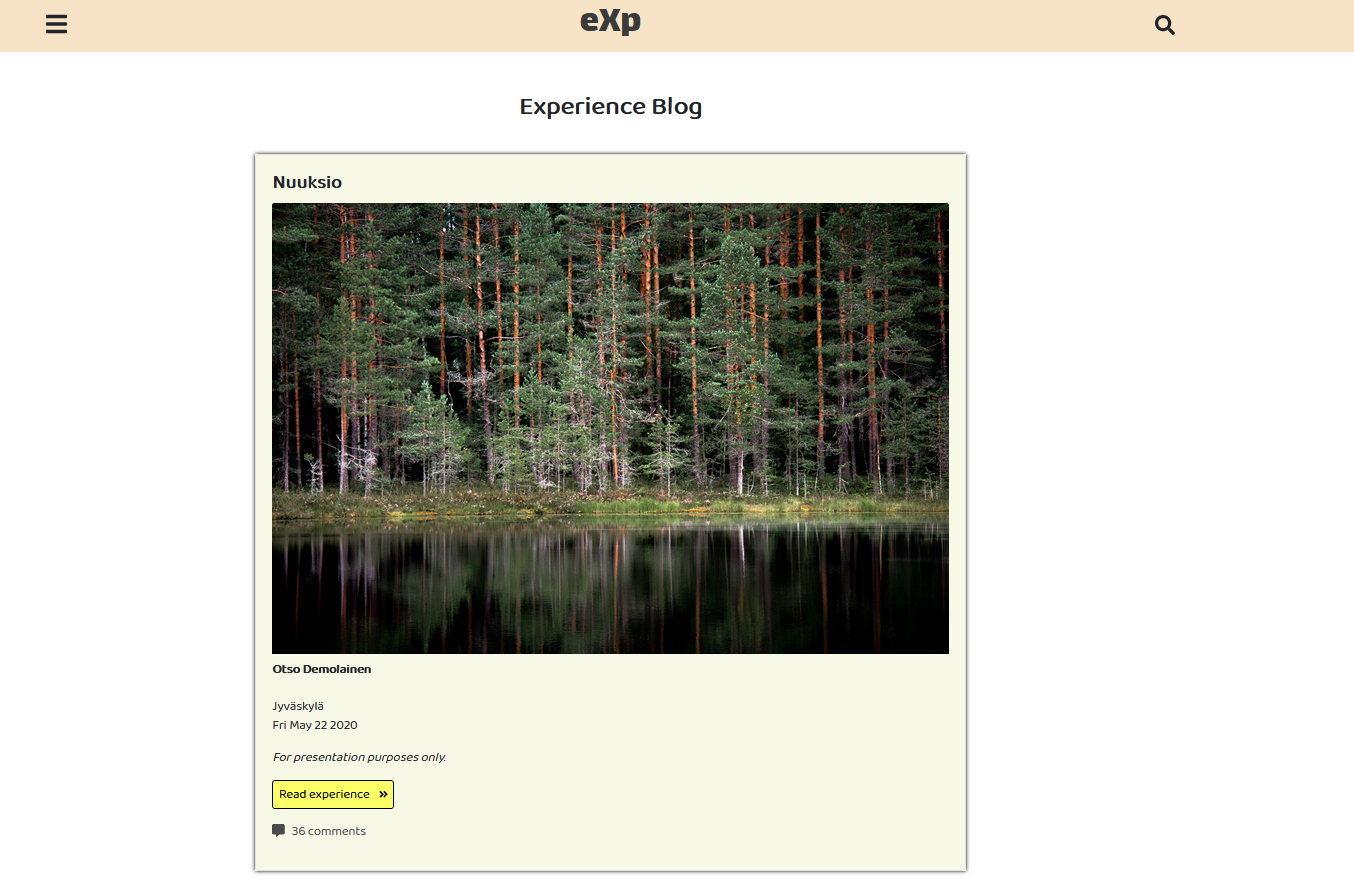 eXp
Experience Blog
Nuuksio
Otso Demolainen
Jyväskylä
Fri May 22 2020
For presentation purposes only.
Read experience »
36 comments